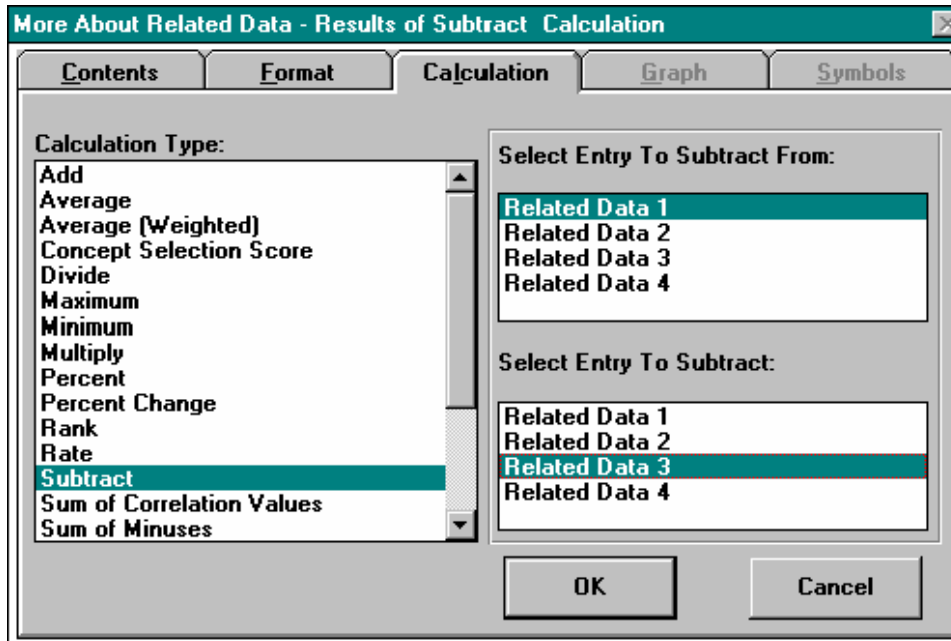 More About Related Data - Results of Subtract  Calculation
Contents
Format
Calculation
Graph
Symbols
Calculation Type:
Add
Average
Average (Weighted)
Concept Selection Score
Divide
Maximum
Minimum
Multiply
Percent
Percent Change
Rank
Rate
Subtract
Sum of Correlation Values
Sum of Minuses
Select Entry To Subtract From:
Related Data 1
Related Data 2
Related Data 3
Related Data 4
Select Entry To Subtract:
Related Data 1
Related Data 2
Related Data 3
Related Data 4
OK
Cancel